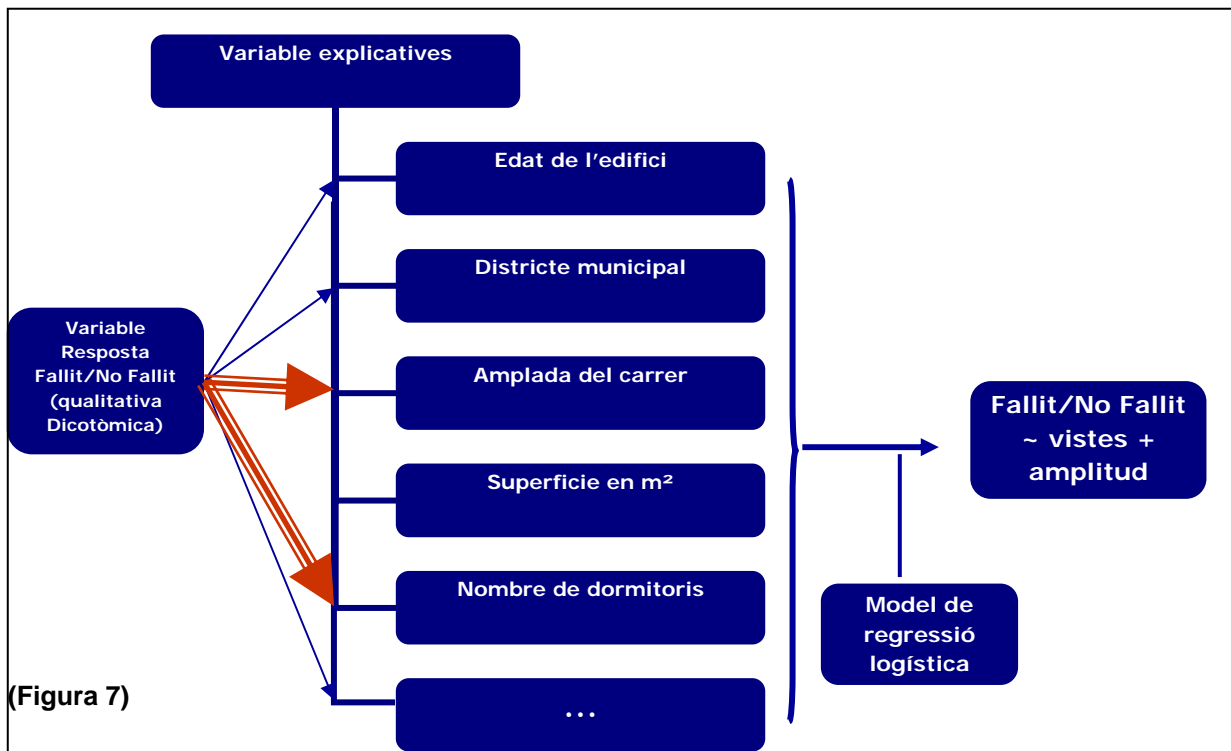 Variable explicatives
Edat de l’edifici
Districte municipal
Variable
Resposta
Fallit/No Fallit
(qualitativa
Dicotòmica)
Amplada del carrer
Superficie en m²
Nombre de dormitoris
...
Fallit/No Fallit
~ vistes +
amplitud
Model de
regressió
logística
(Figura 7)